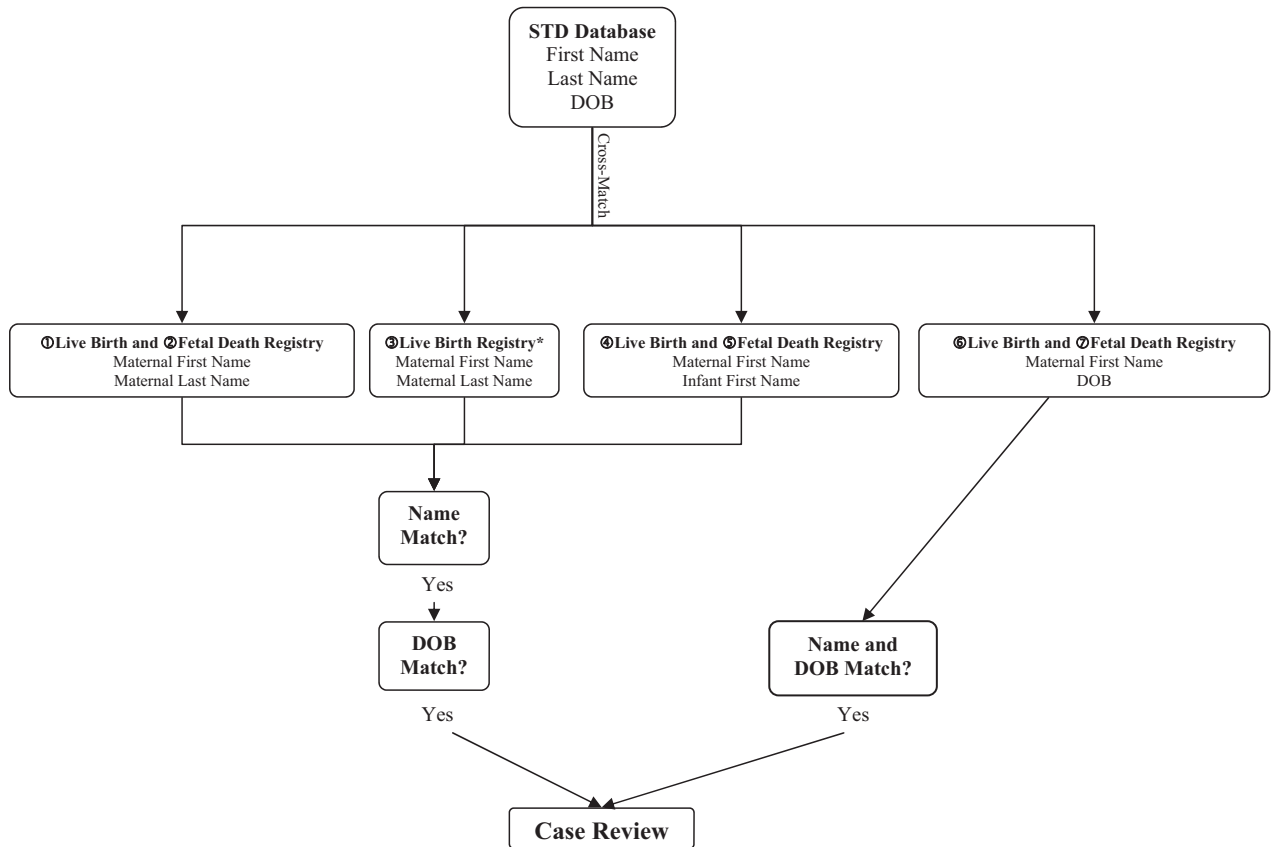 STD Database
First Name
Last Name
DOB
Cross-Match
①Live Birth and ②Fetal Death Registry
Maternal First Name
Maternal Last Name
③Live Birth Registry*
Maternal First Name
Maternal Last Name
④Live Birth and ⑤Fetal Death Registry
Maternal First Name
Infant First Name
⑥Live Birth and ⑦Fetal Death Registry
Maternal First Name
DOB
Name
Match?
Yes
DOB
Match?
Yes
Name and
DOB Match?
Yes
Case Review